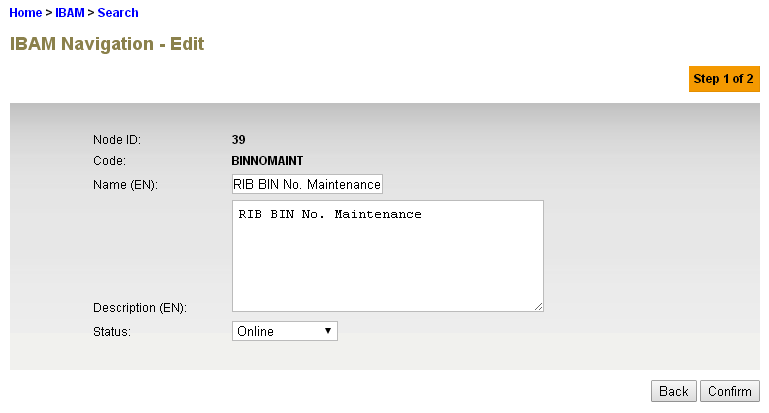 Home > IBAM > Search
IBAM Navigation - Edit
Step 1 of 2
Node ID: 39
Code: BINNOMAINT
Name (EN): RIB BIN No. Maintenance
RIB BIN No. Maintenance
Description (EN):
Status: Online
Back Confirm